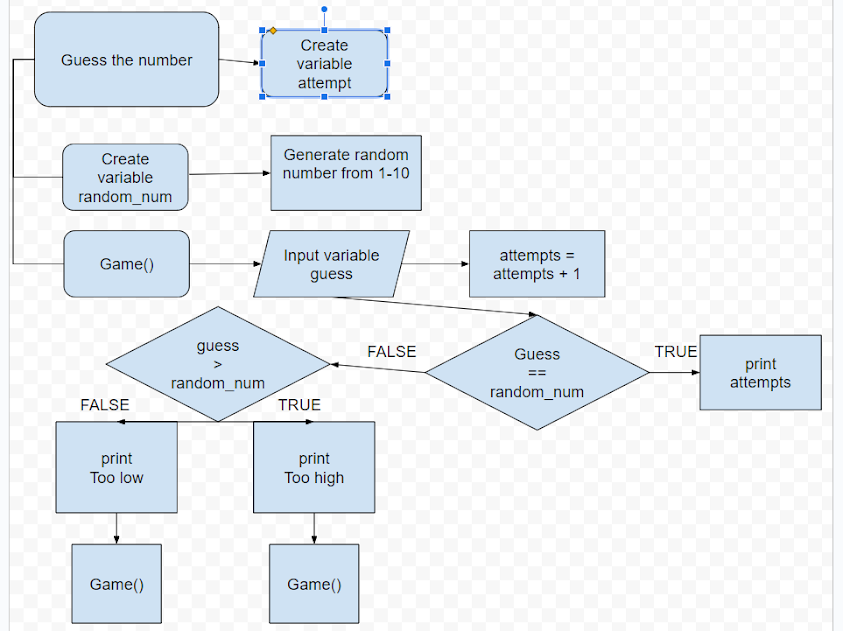 Guess the number
Create
variable
attempt
Create
variable
random_num
Generate random
number from 1-10
Game()
Input variable
guess
attempts =
attempts + 1
guess
>
random_num
FALSE
Guess
==
random_num
TRUE
print
attempts
FALSE
TRUE
print
Too low
print
Too high
Game()
Game()